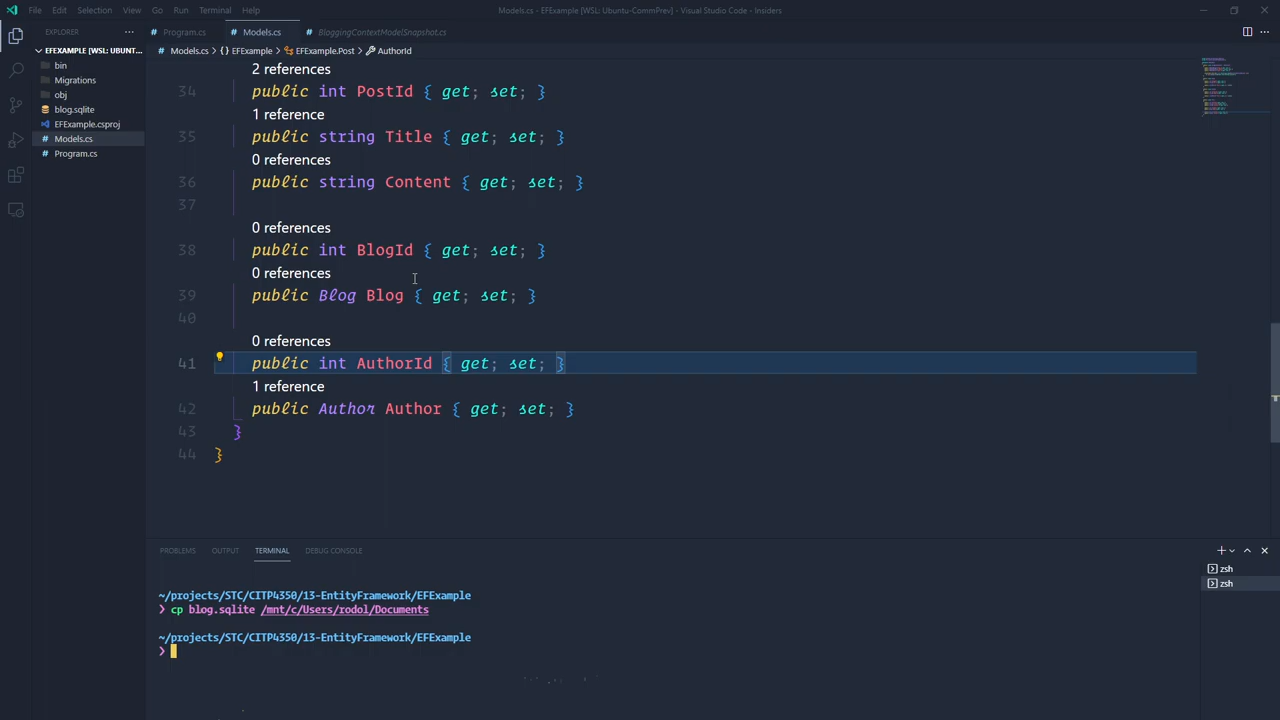 File Edit Selection View Go Run Terminal Help
Models.cs - EFExample [WSL: Ubuntu-CommPrev] - Visual Studio Code - Insiders
EXPLORER
EFEXAMPLE [WSL: UBUNT...
bin
Migrations
obj
blog.sqlite
EFExample.csproj
Models.cs
Program.cs
Program.cs Models.cs BloggingContextModelSnapshot.cs
Models.cs > {} EFExample > EFExample.Post > AuthorId
2 references
34 public int PostId { get; set; }
1 reference
35 public string Title { get; set; }
0 references
36 public string Content { get; set; }
37
0 references
38 public int BlogId { get; set; }
0 references
39 public Blog Blog { get; set; }
40
0 references
41 public int AuthorId { get; set; }
1 reference
42 public Author Author { get; set; }
43 }
44 }
PROBLEMS OUTPUT TERMINAL DEBUG CONSOLE
zsh
zsh
~/projects/STC/CITP4350/13-EntityFramework/EFExample
❯ cp blog.sqlite /mnt/c/Users/rodol/Documents
~/projects/STC/CITP4350/13-EntityFramework/EFExample
❯